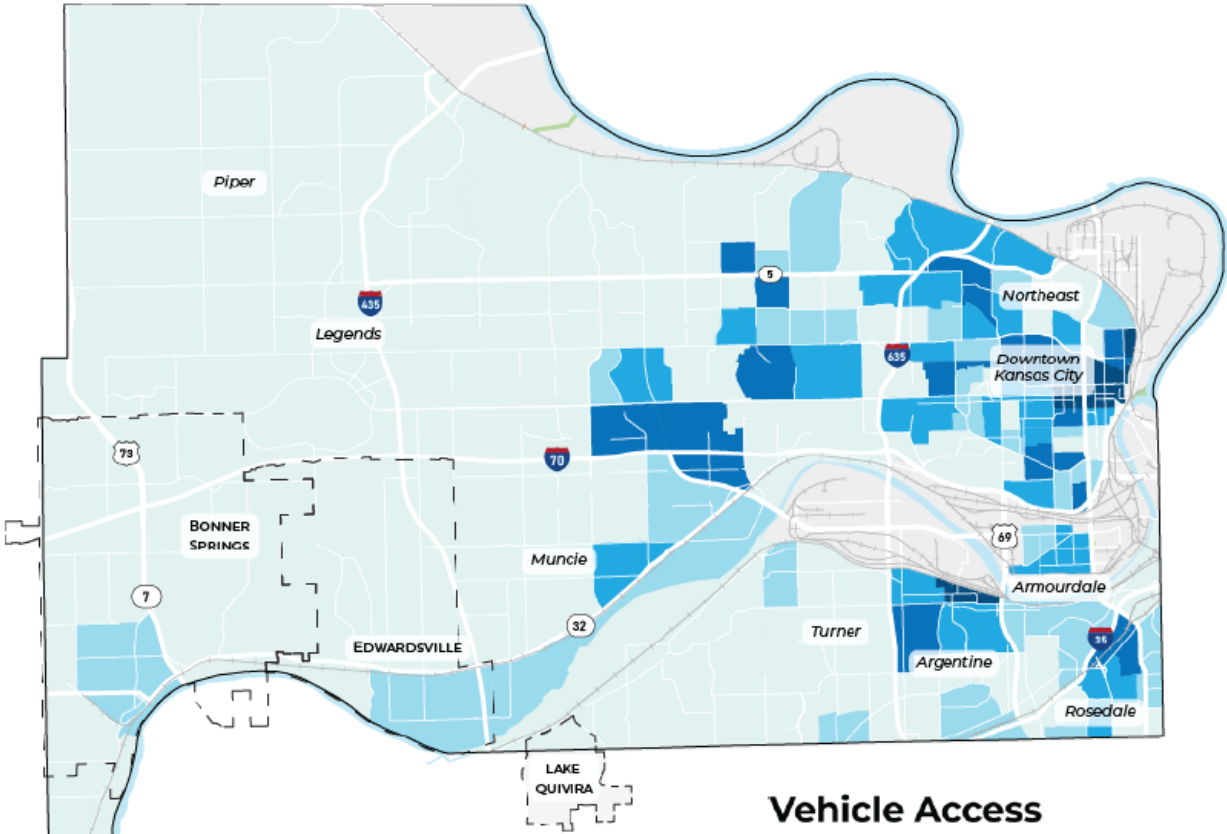 Piper
5
Northeast
435
Legends
635
Downtown
Kansas City
73
70
BONNER
SPRINGS
69
Muncie
Armourdale
7
32
Turner
35
EDWARDSVILLE
Argentine
Rosedale
LAKE
QUIVIRA
Vehicle Access